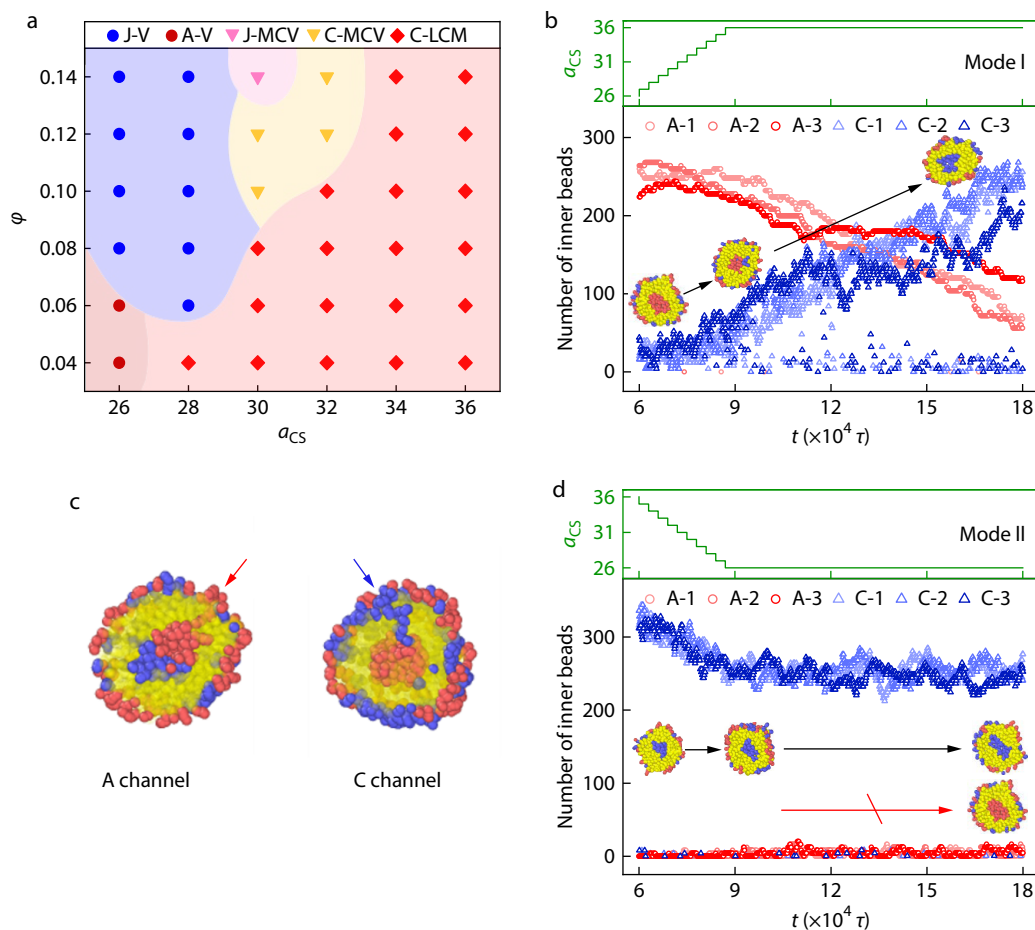 a
J-V A-V J-MCV C-MCV C-LCM
0.14
0.12
0.10
0.08
0.06
0.04
φ
26 28 30 32 34 36
aCS
b
36
31
26
aCS
Mode I
A-1 A-2 A-3 C-1 C-2 C-3
300
200
100
0
Number of inner beads
6 9 12 15 18
t (×10⁴ τ)
c
A channel C channel
d
36
31
26
aCS
Mode II
A-1 A-2 A-3 C-1 C-2 C-3
300
200
100
0
Number of inner beads
6 9 12 15 18
t (×10⁴ τ)